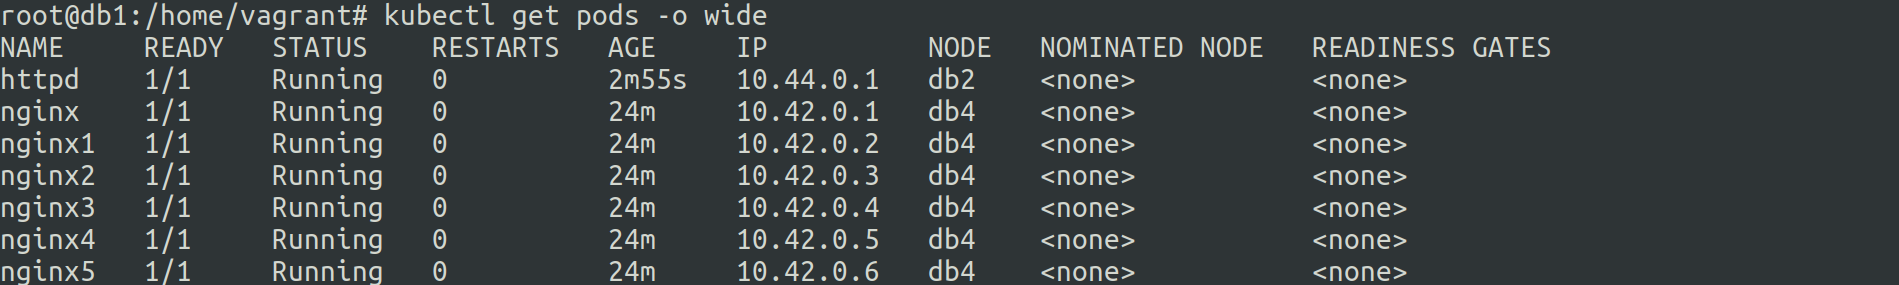 root@db1:/home/vagrant# kubectl get pods -o wide
NAME     READY   STATUS    RESTARTS   AGE     IP          NODE   NOMINATED NODE   READINESS GATES
httpd    1/1     Running   0          2m55s   10.44.0.1   db2    <none>           <none>
nginx    1/1     Running   0          24m     10.42.0.1   db4    <none>           <none>
nginx1   1/1     Running   0          24m     10.42.0.2   db4    <none>           <none>
nginx2   1/1     Running   0          24m     10.42.0.3   db4    <none>           <none>
nginx3   1/1     Running   0          24m     10.42.0.4   db4    <none>           <none>
nginx4   1/1     Running   0          24m     10.42.0.5   db4    <none>           <none>
nginx5   1/1     Running   0          24m     10.42.0.6   db4    <none>           <none>